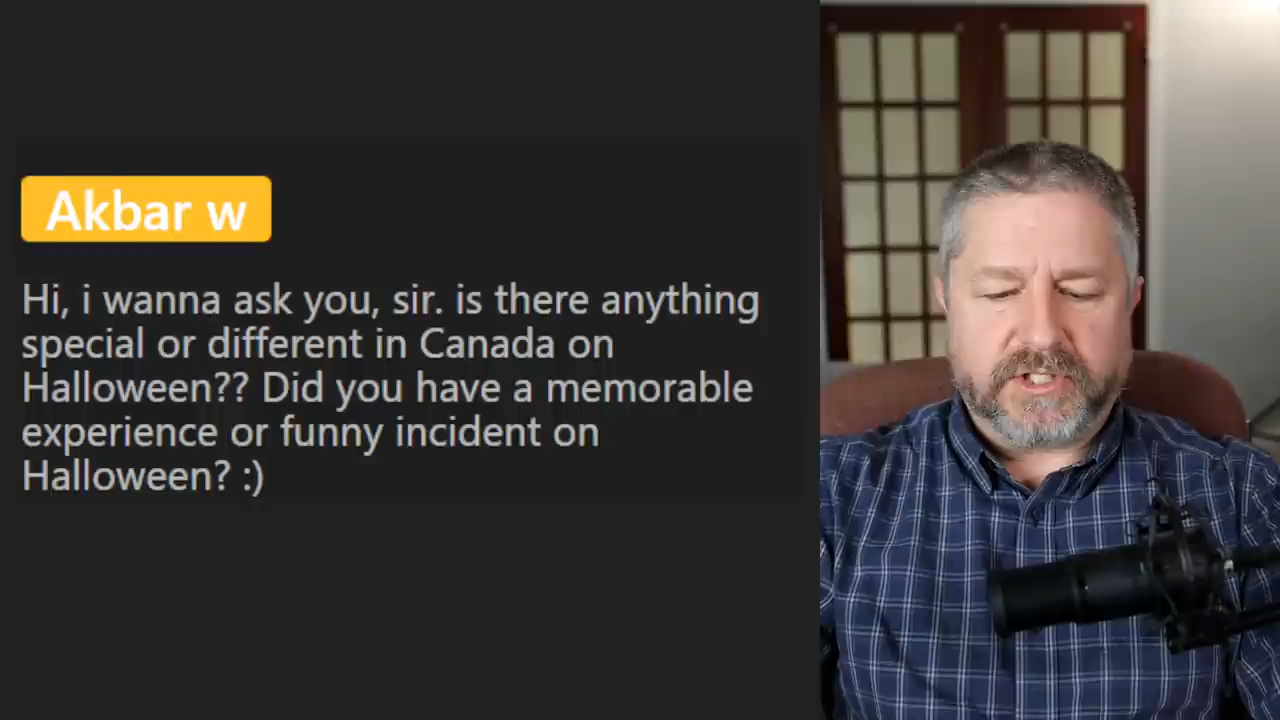 Akbar w
Hi, i wanna ask you, sir. is there anything
special or different in Canada on
Halloween?? Did you have a memorable
experience or funny incident on
Halloween? :)